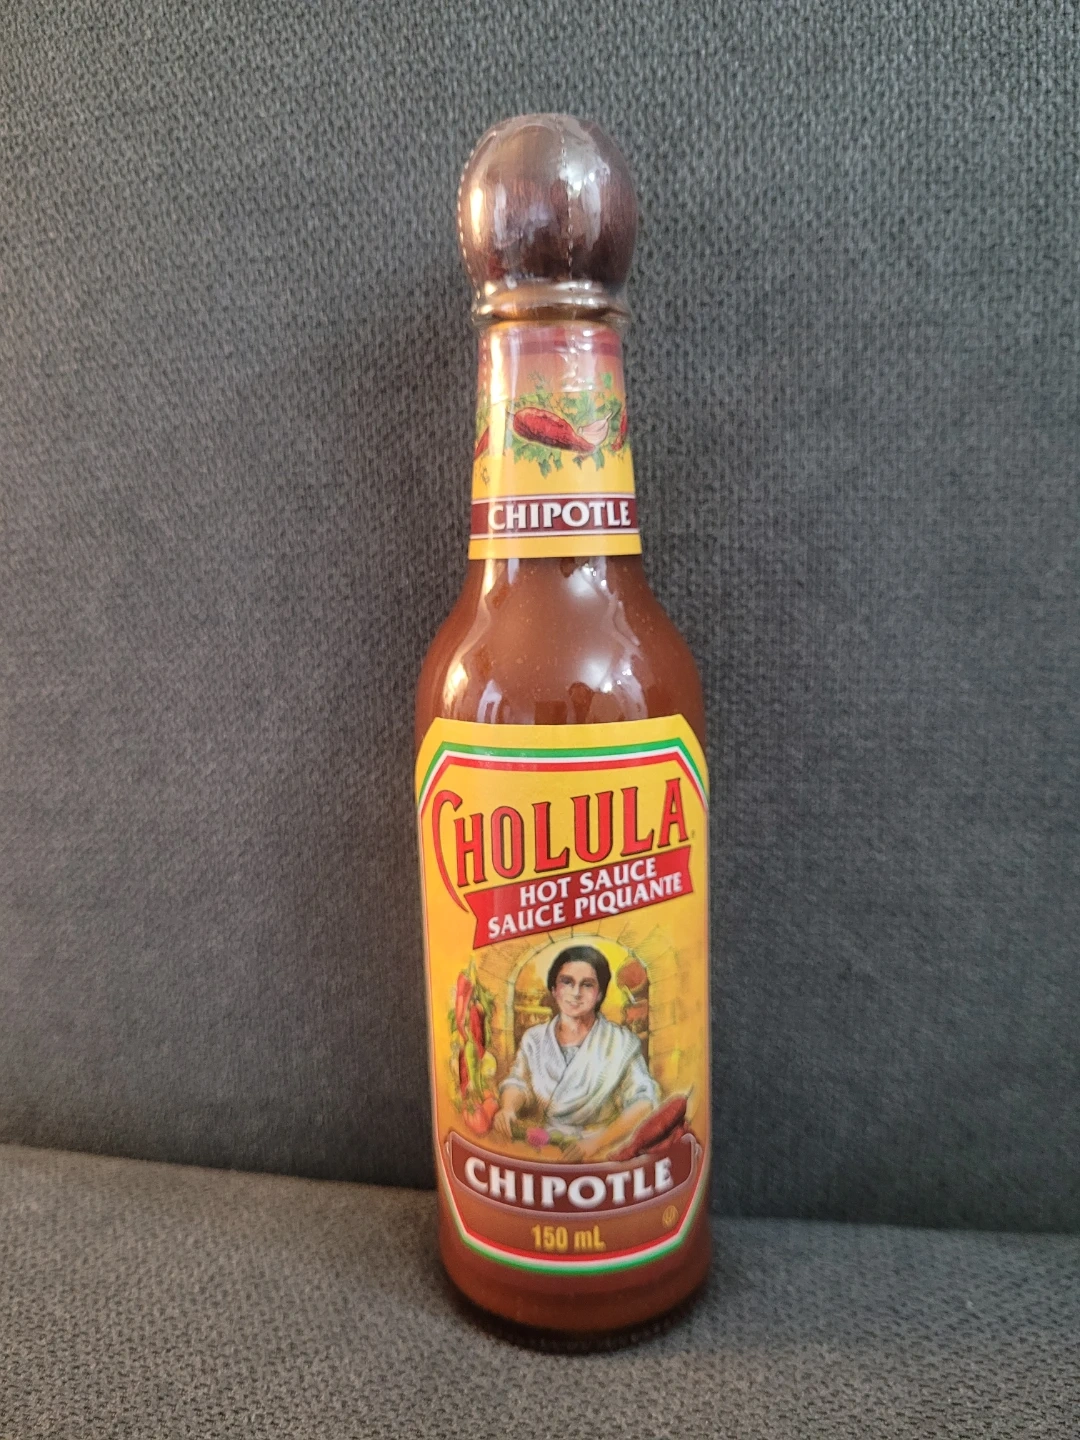 CHIPOTLE
CHOLULA
HOT SAUCE
SAUCE PIQUANTE
CHIPOTLE
150 mL